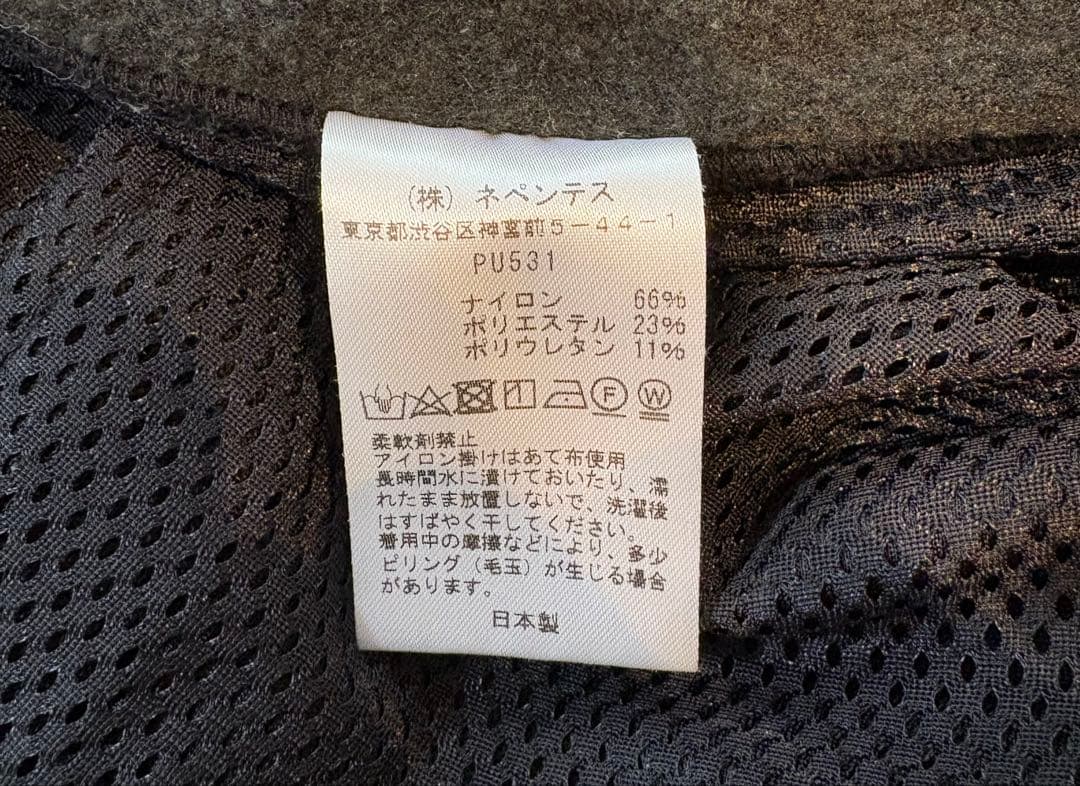 (株) ネペンテス
東京都渋谷区神宮前5-44-1
PU531
ナイロン 66%
ポリエステル 23%
ポリウレタン 11%
F W
柔軟剤禁止
アイロン掛けはあて布使用
長時間水に漬けておいたり、濡
れたまま放置しないで、洗濯後
はすばやく干してください。
着用中の摩擦などにより、多少
ピリング(毛玉)が生じる場合
があります。
日本製